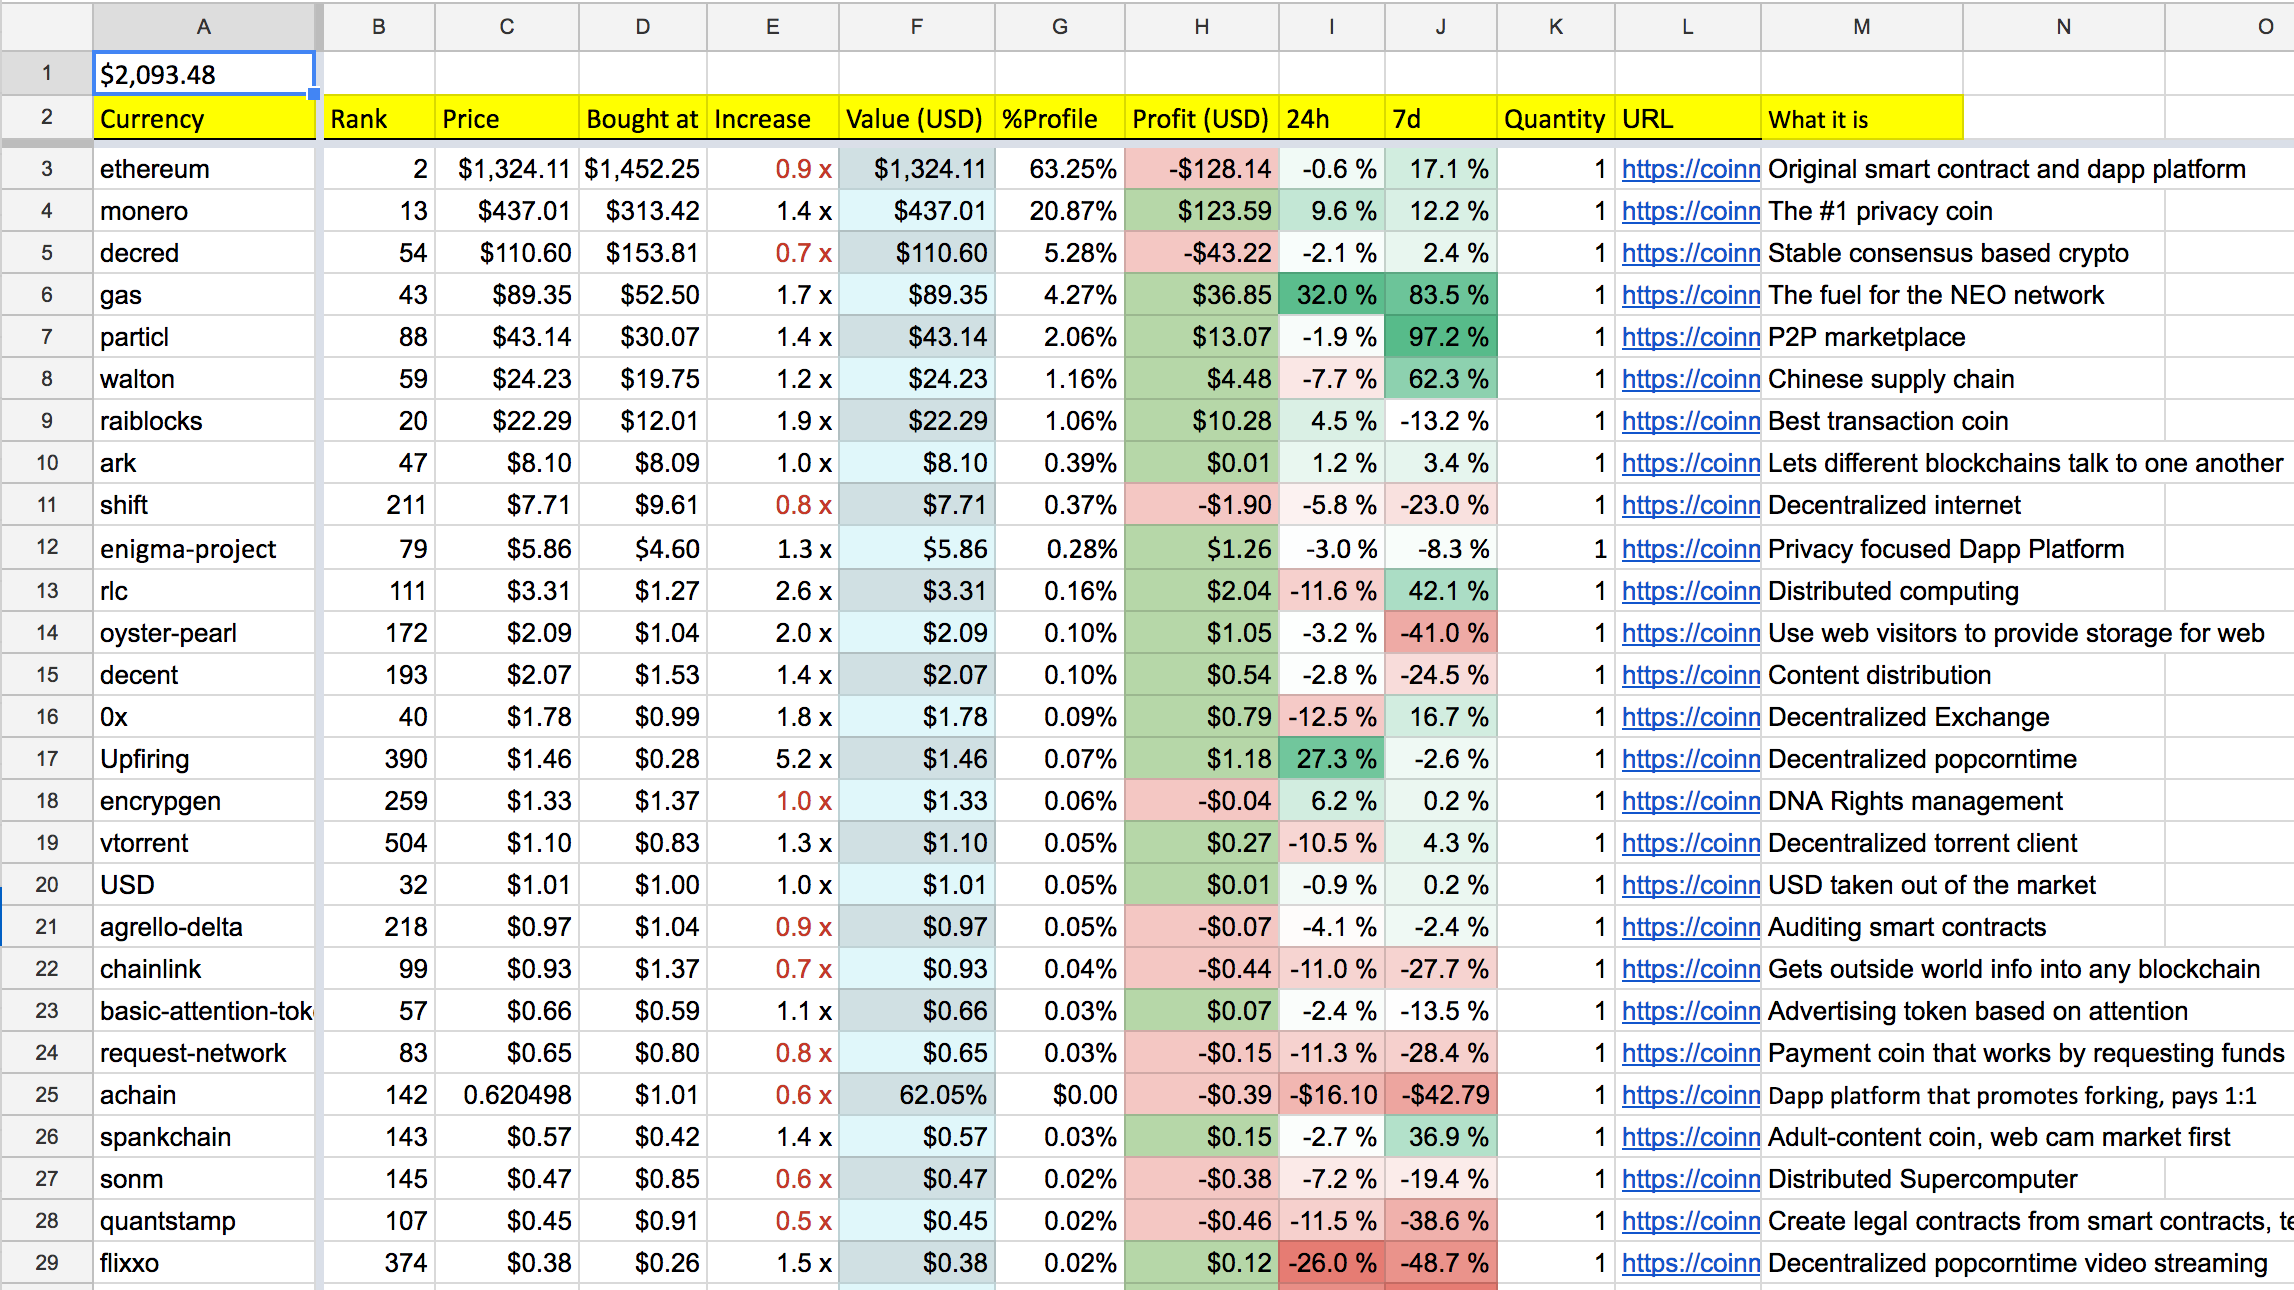 A B C D E F G H I J K L M N O
1 $2,093.48
2 Currency Rank Price Bought at Increase Value (USD) %Profile Profit (USD) 24h 7d Quantity URL What it is
3 ethereum 2 $1,324.11 $1,452.25 0.9 x $1,324.11 63.25% -$128.14 -0.6 % 17.1 % 1 https://coinn Original smart contract and dapp platform
4 monero 13 $437.01 $313.42 1.4 x $437.01 20.87% $123.59 9.6 % 12.2 % 1 https://coinn The #1 privacy coin
5 decred 54 $110.60 $153.81 0.7 x $110.60 5.28% -$43.22 -2.1 % 2.4 % 1 https://coinn Stable consensus based crypto
6 gas 43 $89.35 $52.50 1.7 x $89.35 4.27% $36.85 32.0 % 83.5 % 1 https://coinn The fuel for the NEO network
7 particl 88 $43.14 $30.07 1.4 x $43.14 2.06% $13.07 -1.9 % 97.2 % 1 https://coinn P2P marketplace
8 walton 59 $24.23 $19.75 1.2 x $24.23 1.16% $4.48 -7.7 % 62.3 % 1 https://coinn Chinese supply chain
9 raiblocks 20 $22.29 $12.01 1.9 x $22.29 1.06% $10.28 4.5 % -13.2 % 1 https://coinn Best transaction coin
10 ark 47 $8.10 $8.09 1.0 x $8.10 0.39% $0.01 1.2 % 3.4 % 1 https://coinn Lets different blockchains talk to one another
11 shift 211 $7.71 $9.61 0.8 x $7.71 0.37% -$1.90 -5.8 % -23.0 % 1 https://coinn Decentralized internet
12 enigma-project 79 $5.86 $4.60 1.3 x $5.86 0.28% $1.26 -3.0 % -8.3 % 1 https://coinn Privacy focused Dapp Platform
13 rlc 111 $3.31 $1.27 2.6 x $3.31 0.16% $2.04 -11.6 % 42.1 % 1 https://coinn Distributed computing
14 oyster-pearl 172 $2.09 $1.04 2.0 x $2.09 0.10% $1.05 -3.2 % -41.0 % 1 https://coinn Use web visitors to provide storage for web
15 decent 193 $2.07 $1.53 1.4 x $2.07 0.10% $0.54 -2.8 % -24.5 % 1 https://coinn Content distribution
16 0x 40 $1.78 $0.99 1.8 x $1.78 0.09% $0.79 -12.5 % 16.7 % 1 https://coinn Decentralized Exchange
17 Upfiring 390 $1.46 $0.28 5.2 x $1.46 0.07% $1.18 27.3 % -2.6 % 1 https://coinn Decentralized popcorntime
18 encrypgen 259 $1.33 $1.37 1.0 x $1.33 0.06% -$0.04 6.2 % 0.2 % 1 https://coinn DNA Rights management
19 vtorrent 504 $1.10 $0.83 1.3 x $1.10 0.05% $0.27 -10.5 % 4.3 % 1 https://coinn Decentralized torrent client
20 USD 32 $1.01 $1.00 1.0 x $1.01 0.05% $0.01 -0.9 % 0.2 % 1 https://coinn USD taken out of the market
21 agrello-delta 218 $0.97 $1.04 0.9 x $0.97 0.05% -$0.07 -4.1 % -2.4 % 1 https://coinn Auditing smart contracts
22 chainlink 99 $0.93 $1.37 0.7 x $0.93 0.04% -$0.44 -11.0 % -27.7 % 1 https://coinn Gets outside world info into any blockchain
23 basic-attention-tok 57 $0.66 $0.59 1.1 x $0.66 0.03% $0.07 -2.4 % -13.5 % 1 https://coinn Advertising token based on attention
24 request-network 83 $0.65 $0.80 0.8 x $0.65 0.03% -$0.15 -11.3 % -28.4 % 1 https://coinn Payment coin that works by requesting funds
25 achain 142 0.620498 $1.01 0.6 x 62.05% $0.00 -$0.39 -$16.10 -$42.79 1 https://coinn Dapp platform that promotes forking, pays 1:1
26 spankchain 143 $0.57 $0.42 1.4 x $0.57 0.03% $0.15 -2.7 % 36.9 % 1 https://coinn Adult-content coin, web cam market first
27 sonm 145 $0.47 $0.85 0.6 x $0.47 0.02% -$0.38 -7.2 % -19.4 % 1 https://coinn Distributed Supercomputer
28 quantstamp 107 $0.45 $0.91 0.5 x $0.45 0.02% -$0.46 -11.5 % -38.6 % 1 https://coinn Create legal contracts from smart contracts, te
29 flixxo 374 $0.38 $0.26 1.5 x $0.38 0.02% $0.12 -26.0 % -48.7 % 1 https://coinn Decentralized popcorntime video streaming